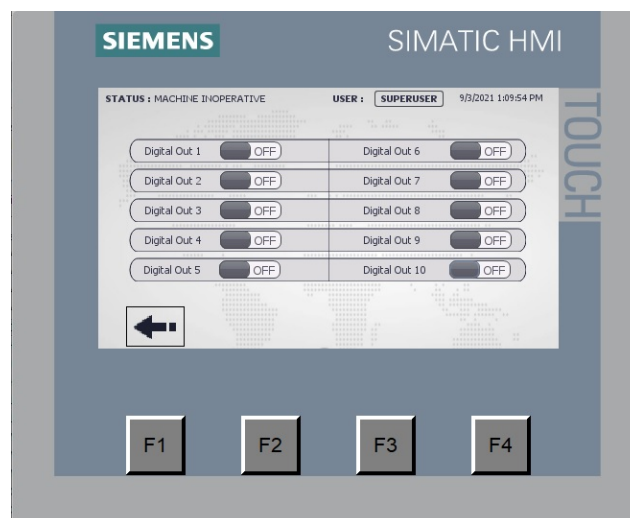 SIEMENS
SIMATIC HMI
TOUCH
STATUS : MACHINE INOPERATIVE USER : SUPERUSER 9/3/2021 1:09:54 PM
Digital Out 1 OFF Digital Out 6 OFF
Digital Out 2 OFF Digital Out 7 OFF
Digital Out 3 OFF Digital Out 8 OFF
Digital Out 4 OFF Digital Out 9 OFF
Digital Out 5 OFF Digital Out 10 OFF
F1 F2 F3 F4